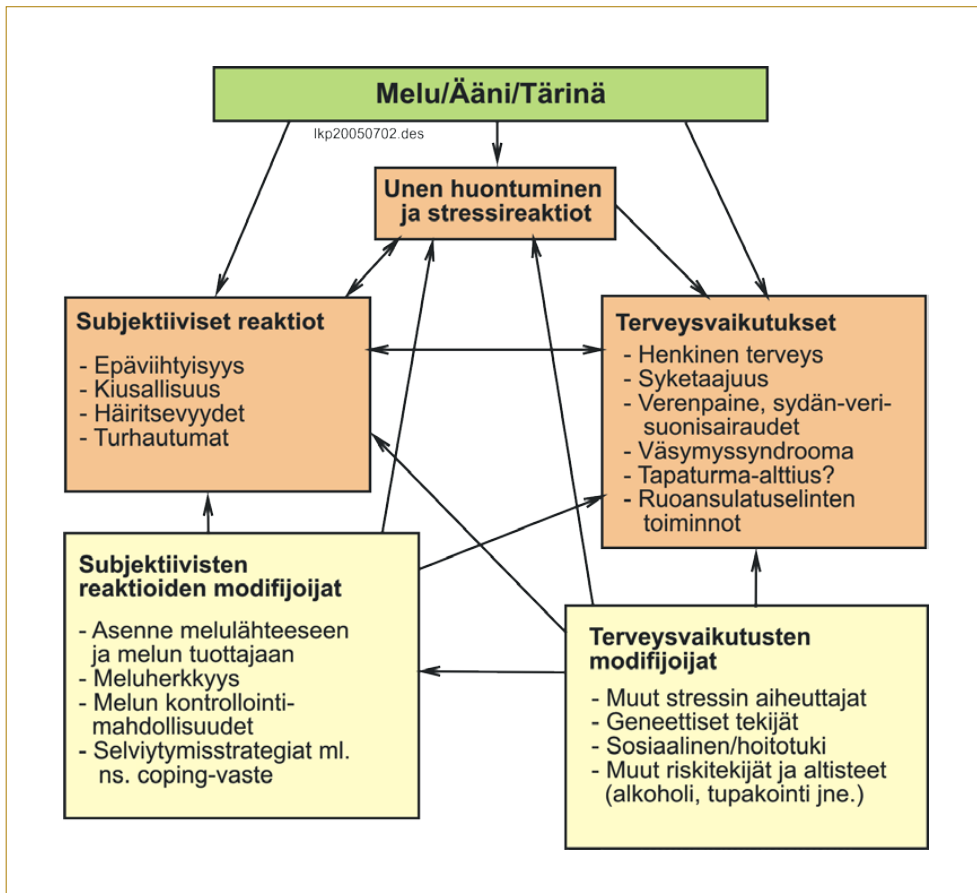 Melu/Ääni/Tärinä
lkp20050702.des
Unen huontuminen
ja stressireaktiot
Subjektiiviset reaktiot
- Epäviihtyisyys
- Kiusallisuus
- Häiritsevyydet
- Turhautumat
Terveysvaikutukset
- Henkinen terveys
- Syketaajuus
- Verenpaine, sydän-veri-
suonisairaudet
- Väsymyssyndrooma
- Tapaturma-alttius?
- Ruoansulatuselinten
toiminnot
Subjektiivisten
reaktioiden modifijoijat
- Asenne melulähteeseen
ja melun tuottajaan
- Meluherkkyys
- Melun kontrollointi-
mahdollisuudet
- Selviytymisstrategiat ml.
ns. coping-vaste
Terveysvaikutusten
modifijoijat
- Muut stressin aiheuttajat
- Geneettiset tekijät
- Sosiaalinen/hoitotuki
- Muut riskitekijät ja altisteet
(alkoholi, tupakointi jne.)